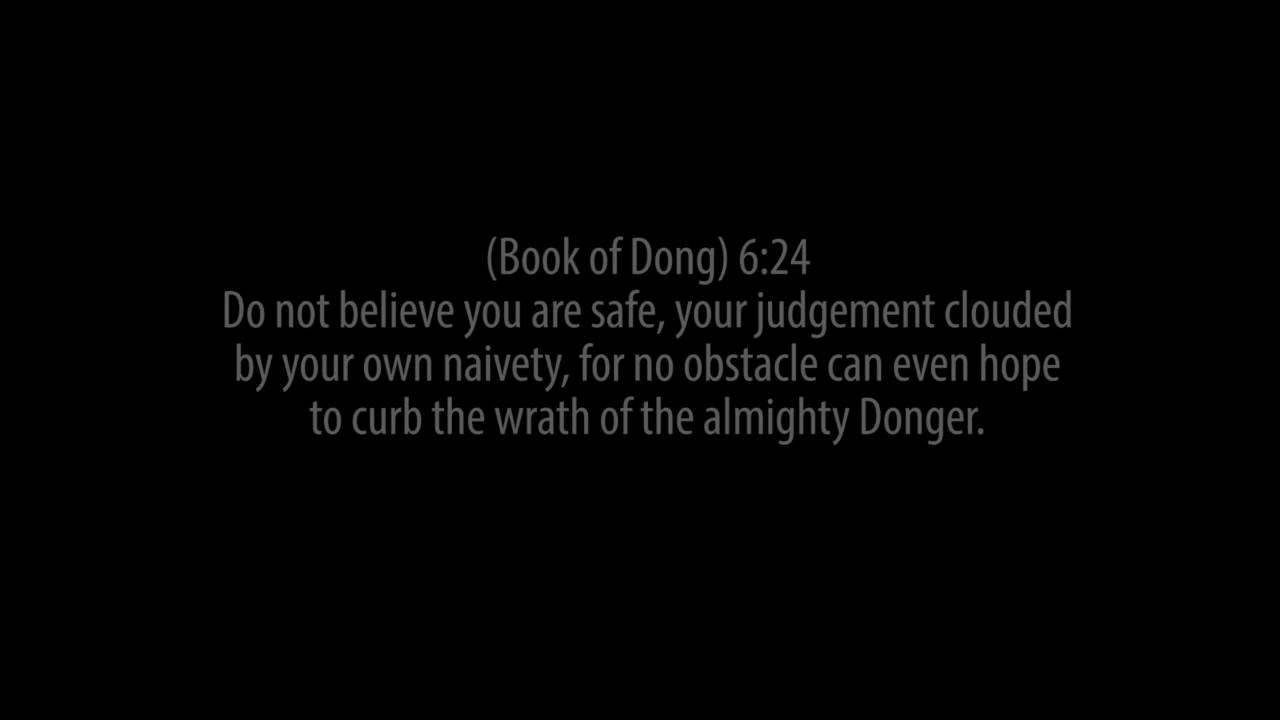 (Book of Dong) 6:24
Do not believe you are safe, your judgement clouded
by your own naivety, for no obstacle can even hope
to curb the wrath of the almighty Donger.